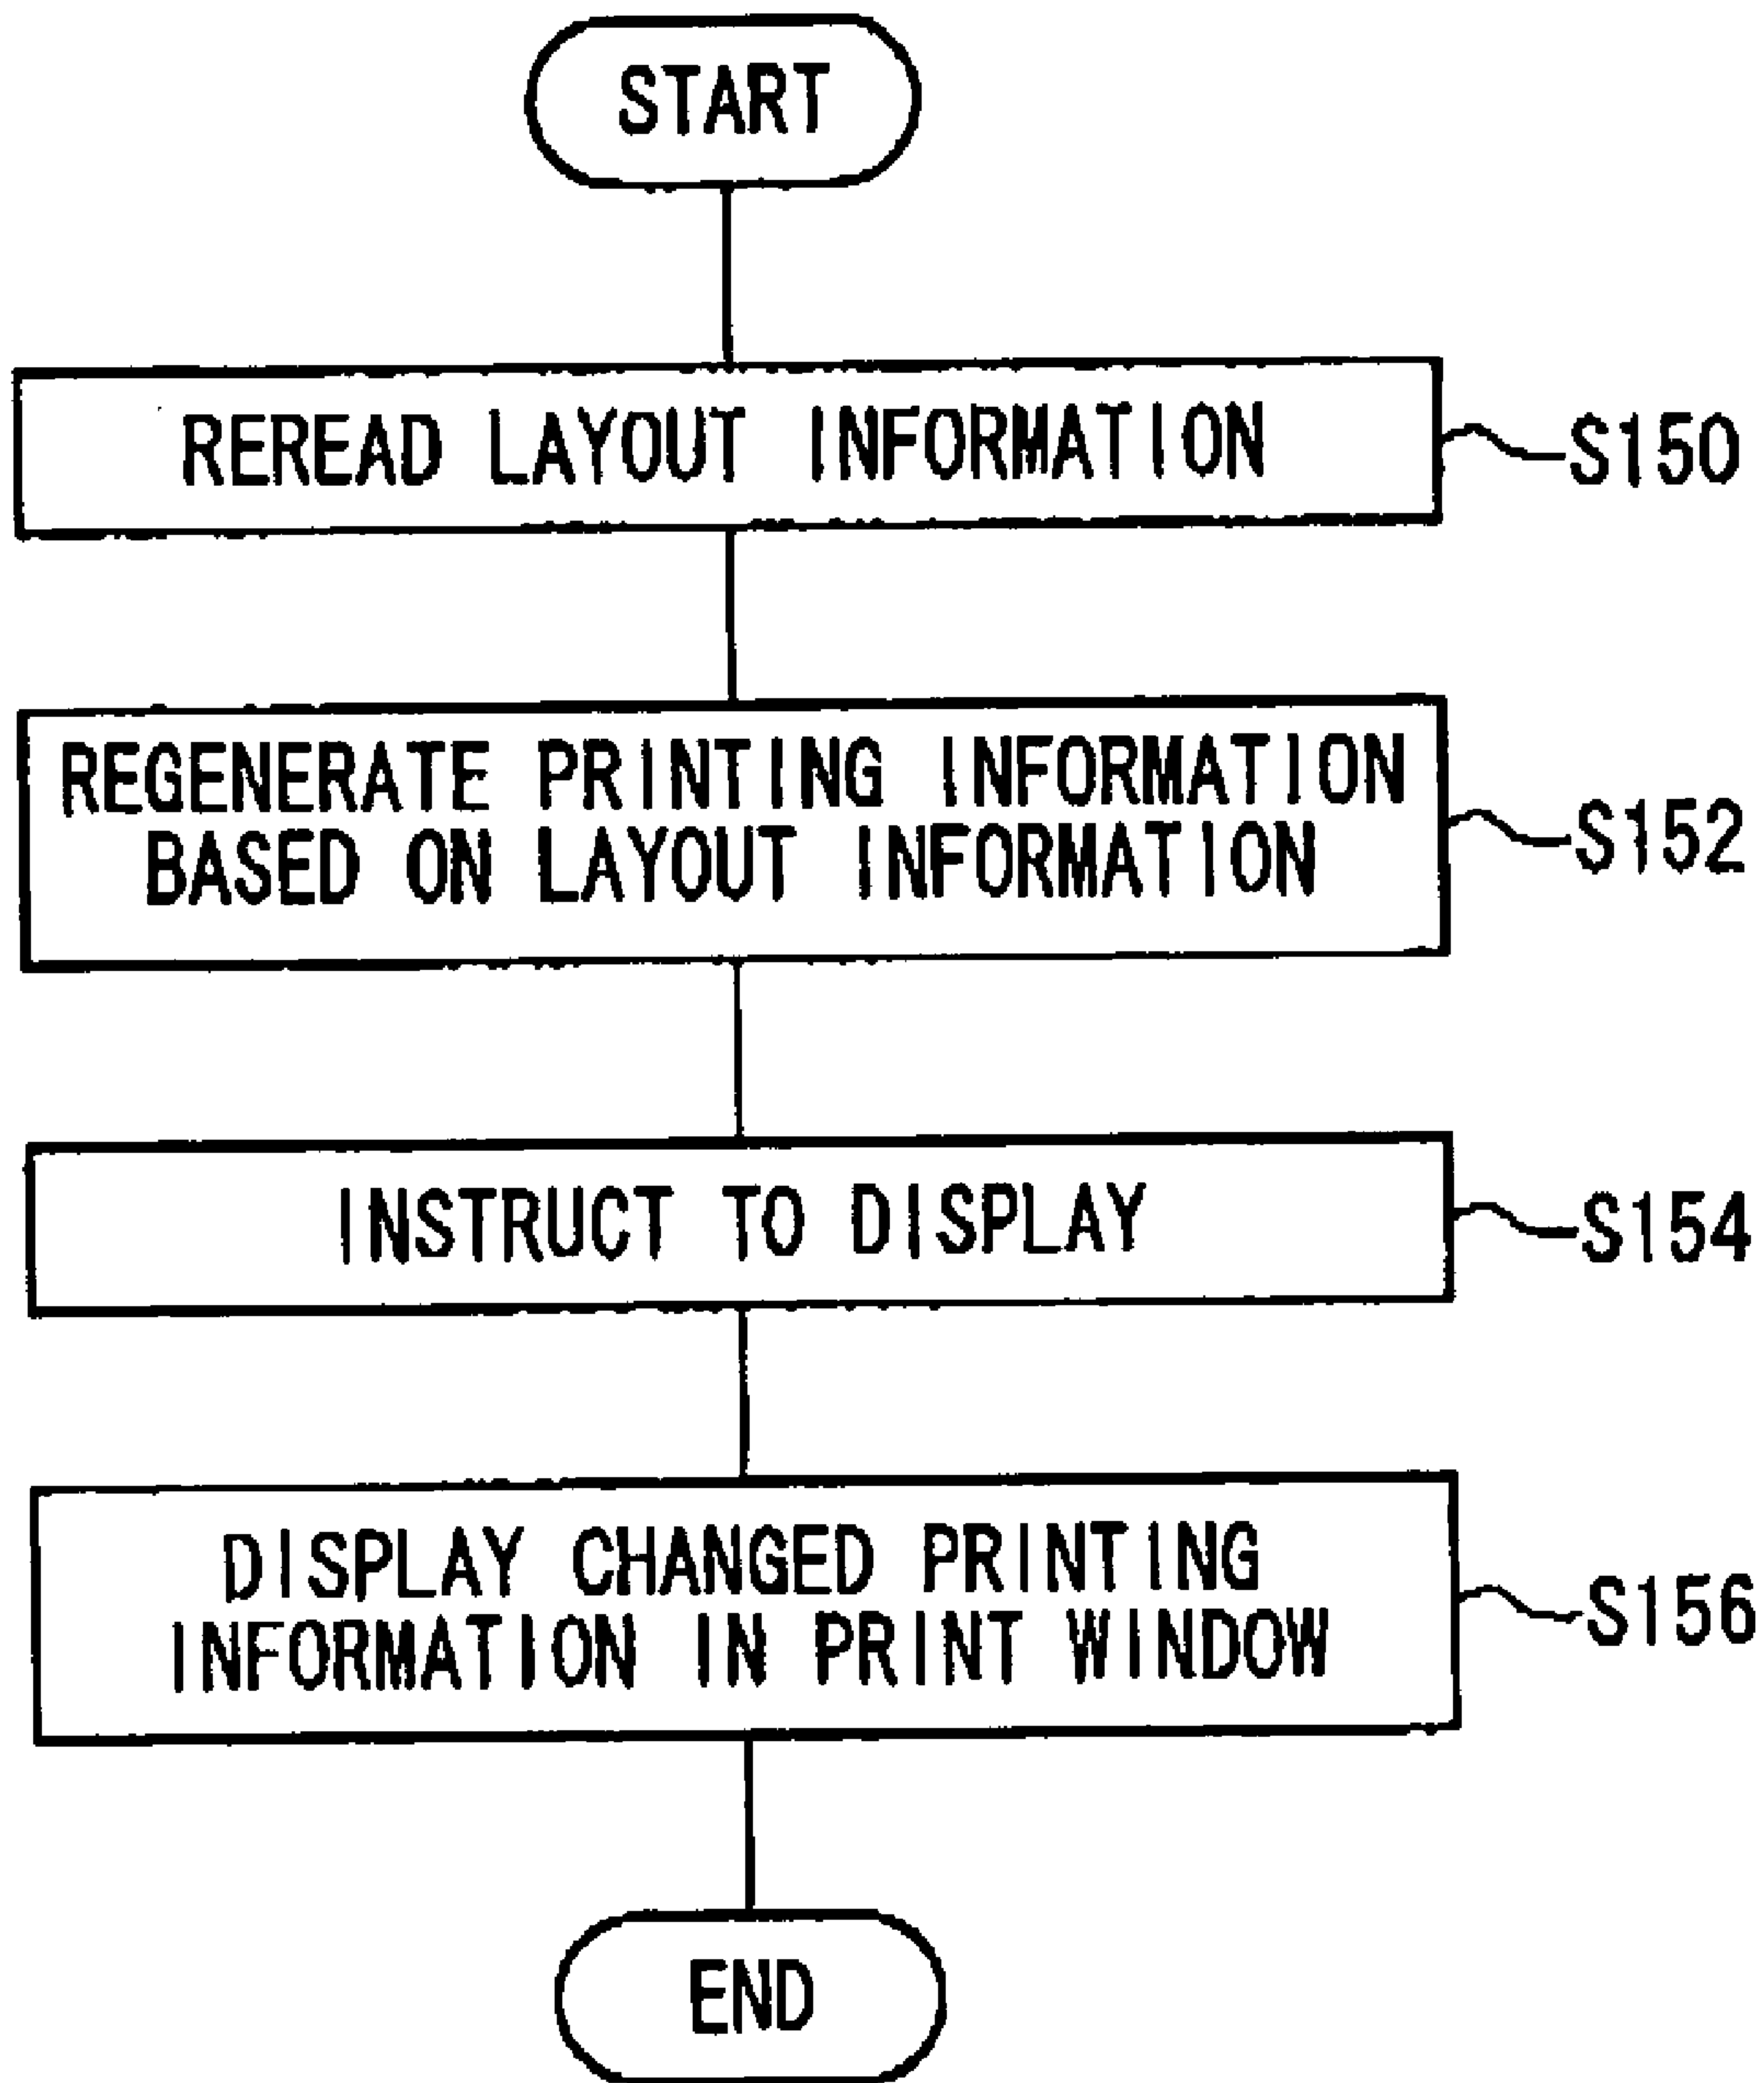 START
REREAD LAYOUT INFORMATION
S150
REGENERATE PRINTING INFORMATION
BASED ON LAYOUT INFORMATION
S152
INSTRUCT TO DISPLAY
S154
DISPLAY CHANGED PRINTING
INFORMATION IN PRINT WINDOW
S156
END